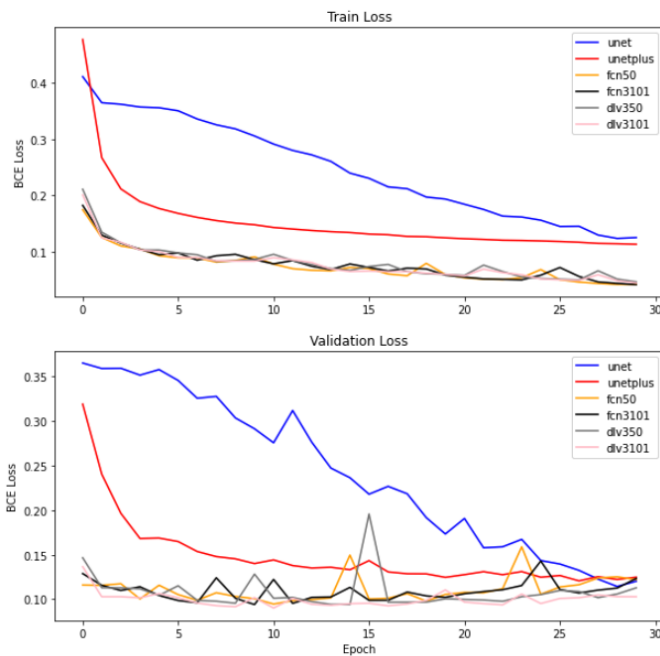 Train Loss
BCE Loss
0.4
0.3
0.2
0.1
unet
unetplus
fcn50
fcn3101
dlv350
dlv3101
0 5 10 15 20 25 30
Validation Loss
BCE Loss
0.35
0.30
0.25
0.20
0.15
0.10
unet
unetplus
fcn50
fcn3101
dlv350
dlv3101
0 5 10 15 20 25 30
Epoch